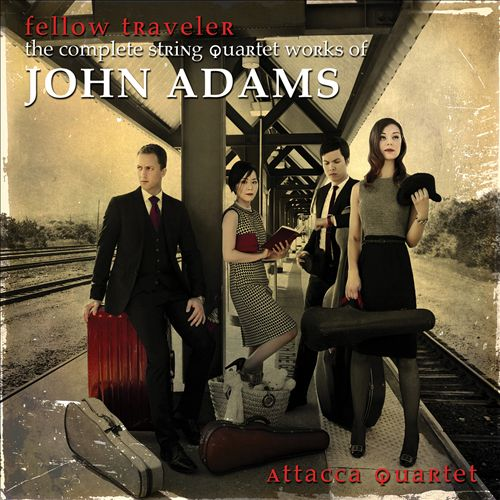 fellow traveler
the complete string quartet works of
JOHN ADAMS
attacca quartet